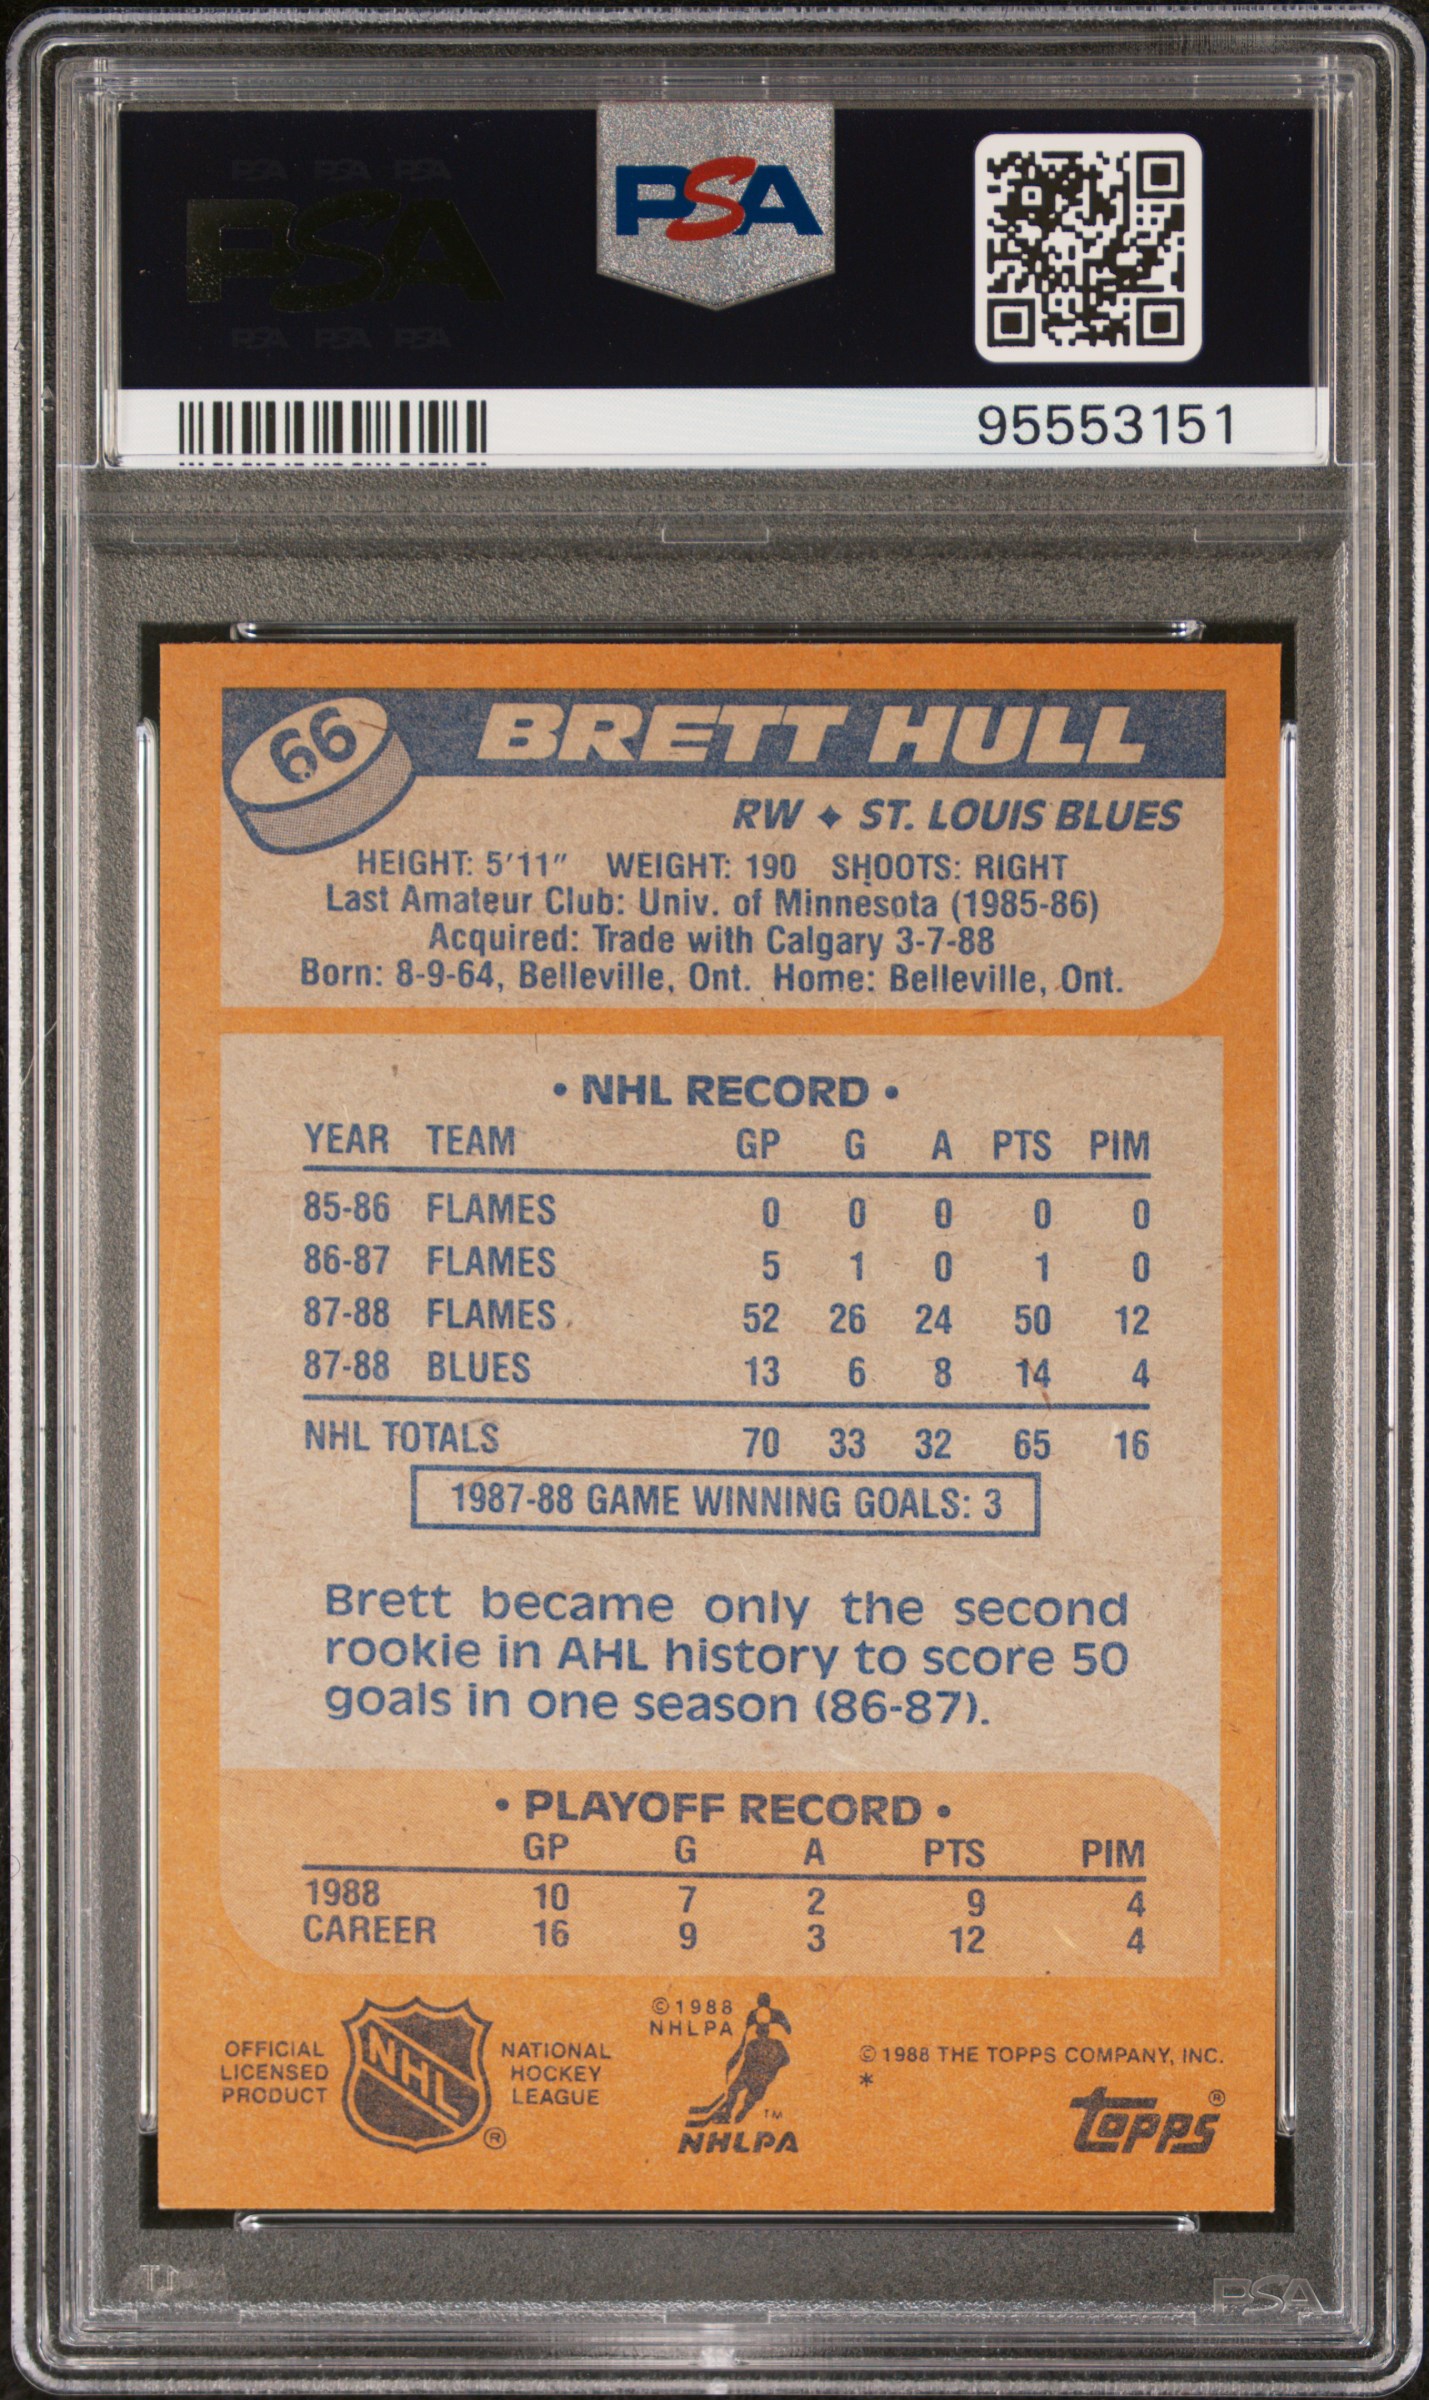 PSA PSA PSA
PSA
PSA PSA PSA
PSA
95553151
66
BRETT HULL
RW ✦ ST. LOUIS BLUES
HEIGHT: 5'11" WEIGHT: 190 SHOOTS: RIGHT
Last Amateur Club: Univ. of Minnesota (1985-86)
Acquired: Trade with Calgary 3-7-88
Born: 8-9-64, Belleville, Ont. Home: Belleville, Ont.
• NHL RECORD •
YEAR TEAM GP G A PTS PIM
85-86 FLAMES 0 0 0 0 0
86-87 FLAMES 5 1 0 1 0
87-88 FLAMES 52 26 24 50 12
87-88 BLUES 13 6 8 14 4
NHL TOTALS 70 33 32 65 16
1987-88 GAME WINNING GOALS: 3
Brett became only the second
rookie in AHL history to score 50
goals in one season (86-87).
• PLAYOFF RECORD •
GP G A PTS PIM
1988 10 7 2 9 4
CAREER 16 9 3 12 4
OFFICIAL
LICENSED
PRODUCT
NHL
®
NATIONAL
HOCKEY
LEAGUE
© 1988
NHLPA
TM
NHLPA
© 1988 THE TOPPS COMPANY, INC.
*
TOPPS ®
PSA